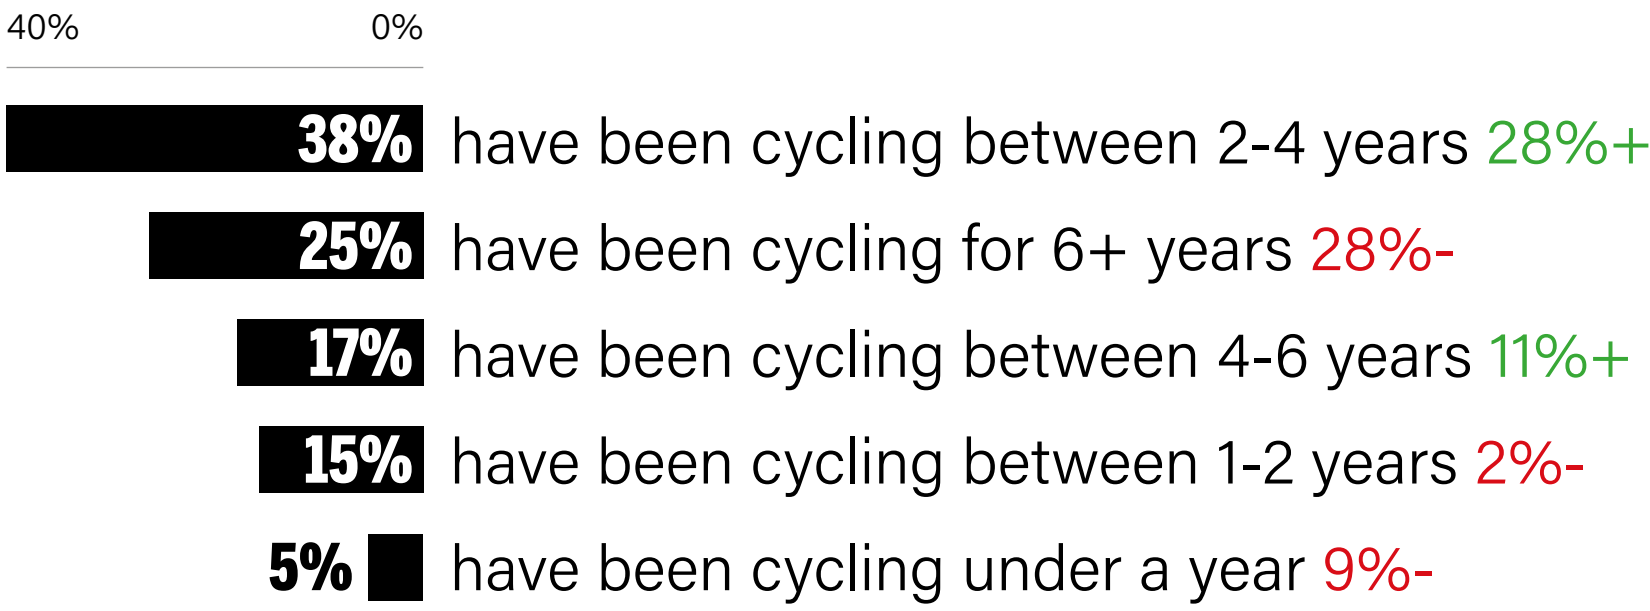 40% 0%
38% have been cycling between 2-4 years 28%+
25% have been cycling for 6+ years 28%-
17% have been cycling between 4-6 years 11%+
15% have been cycling between 1-2 years 2%-
5% have been cycling under a year 9%-